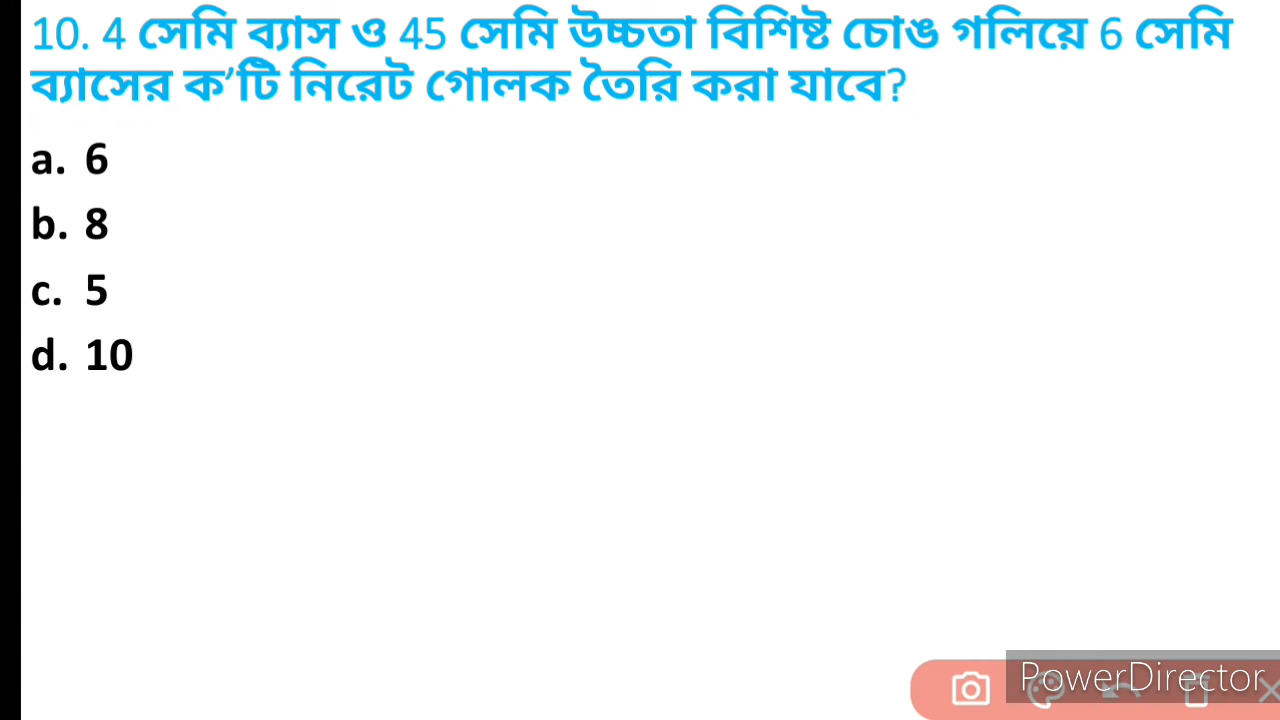 10. 4 সেমি ব্যাস ও 45 সেমি উচ্চতা বিশিষ্ট চোঙ গলিয়ে 6 সেমি
ব্যাসের ক’টি নিরেট গোলক তৈরি করা যাবে?
a. 6
b. 8
c. 5
d. 10
PowerDirector